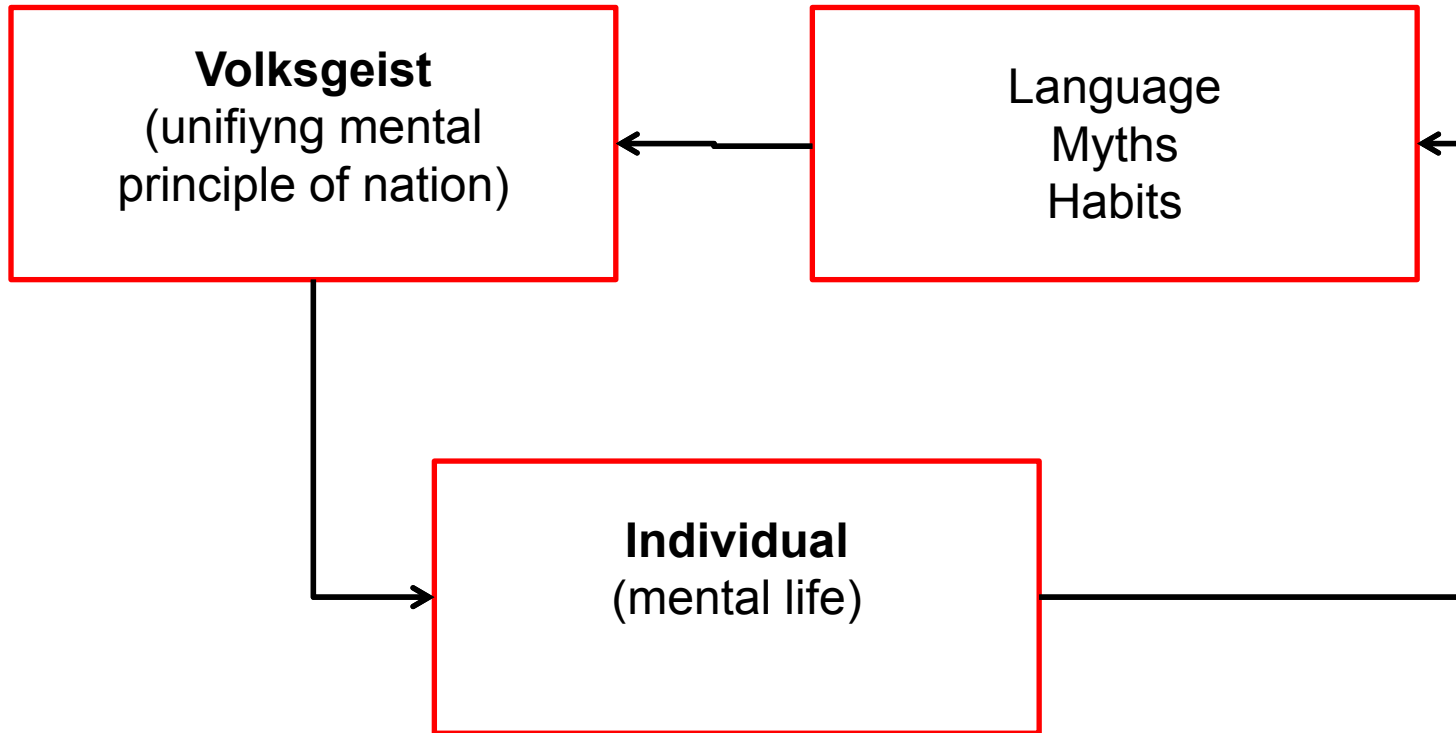 Volksgeist
(unifiyng mental
principle of nation)
Language
Myths
Habits
Individual
(mental life)